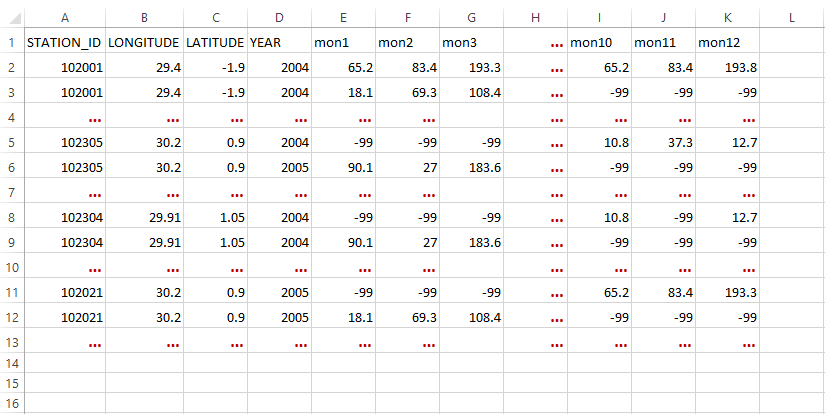 A B C D E F G H I J K L
1 STATION_ID LONGITUDE LATITUDE YEAR mon1 mon2 mon3 ... mon10 mon11 mon12
2 102001 29.4 -1.9 2004 65.2 83.4 193.3 ... 65.2 83.4 193.8
3 102001 29.4 -1.9 2004 18.1 69.3 108.4 ... -99 -99 -99
4 ... ... ... ... ... ... ... ... ... ...
5 102305 30.2 0.9 2004 -99 -99 -99 ... 10.8 37.3 12.7
6 102305 30.2 0.9 2005 90.1 27 183.6 ... -99 -99 -99
7 ... ... ... ... ... ... ... ... ... ...
8 102304 29.91 1.05 2004 -99 -99 -99 ... 10.8 -99 12.7
9 102304 29.91 1.05 2004 90.1 27 183.6 ... -99 -99 -99
10 ... ... ... ... ... ... ... ... ... ...
11 102021 30.2 0.9 2005 -99 -99 -99 ... 65.2 83.4 193.3
12 102021 30.2 0.9 2005 18.1 69.3 108.4 ... -99 -99 -99
13 ... ... ... ... ... ... ... ... ... ...
14
15
16